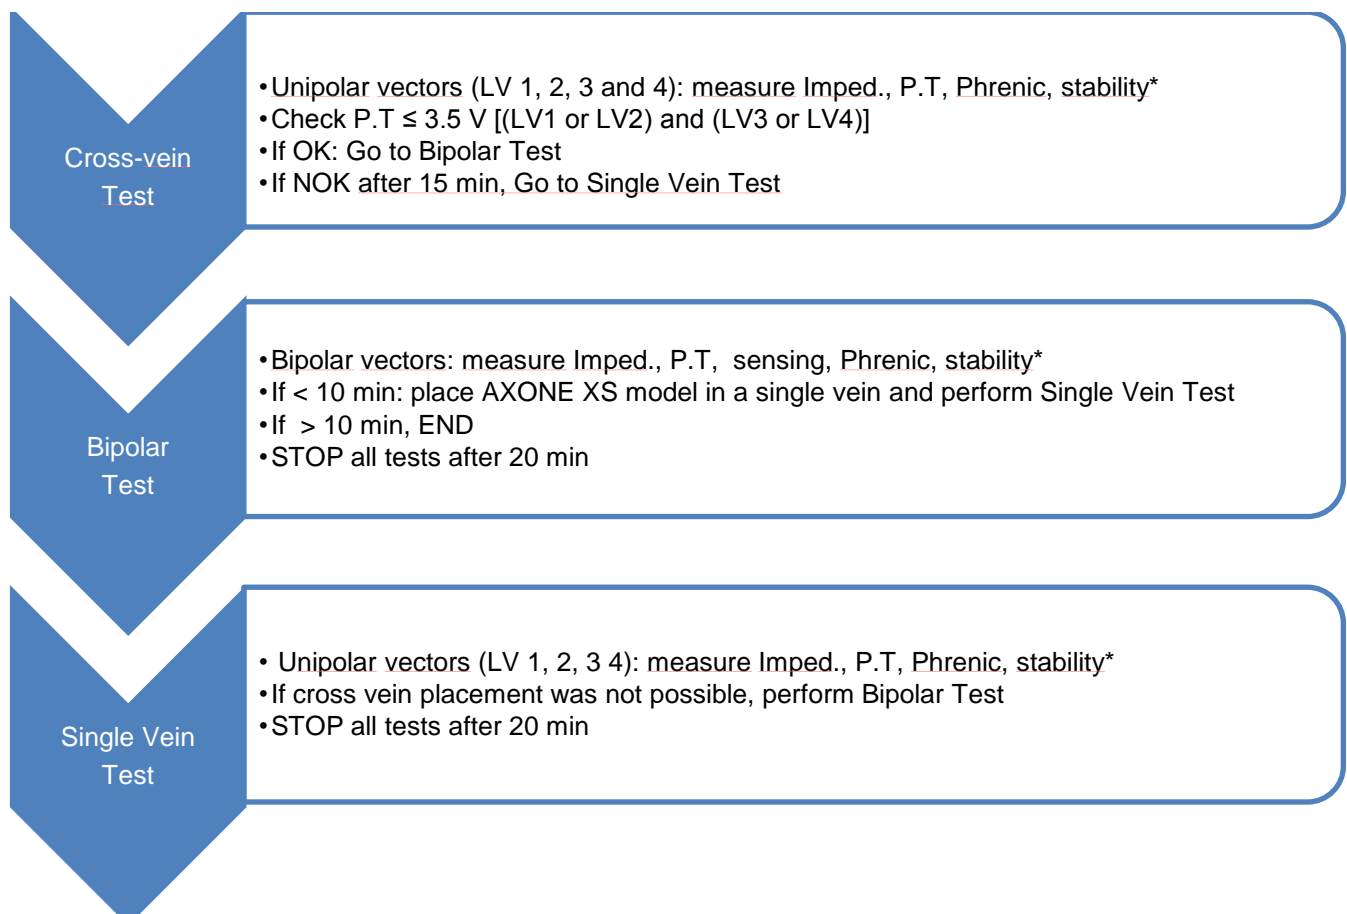 Cross-vein
Test
•Unipolar vectors (LV 1, 2, 3 and 4): measure Imped., P.T, Phrenic, stability*
•Check P.T ≤ 3.5 V [(LV1 or LV2) and (LV3 or LV4)]
•If OK: Go to Bipolar Test
•If NOK after 15 min, Go to Single Vein Test
Bipolar
Test
•Bipolar vectors: measure Imped., P.T,  sensing, Phrenic, stability*
•If < 10 min: place AXONE XS model in a single vein and perform Single Vein Test
•If  > 10 min, END
•STOP all tests after 20 min
Single Vein
Test
• Unipolar vectors (LV 1, 2, 3 4): measure Imped., P.T, Phrenic, stability*
•If cross vein placement was not possible, perform Bipolar Test
•STOP all tests after 20 min